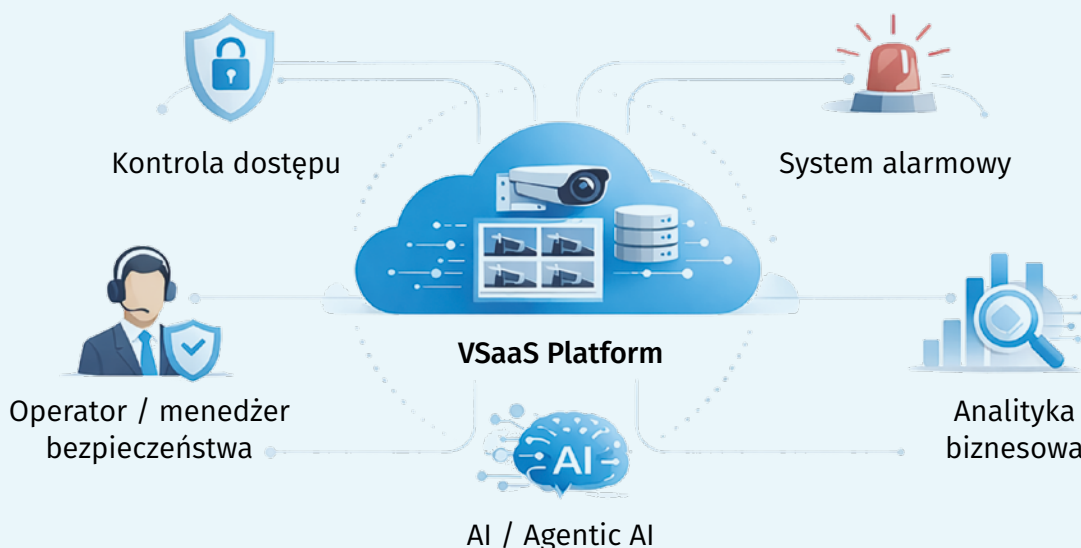 Kontrola dostępu
System alarmowy
VSaaS Platform
Operator / menedżer
bezpieczeństwa
Analityka
biznesowa
AI
AI / Agentic AI